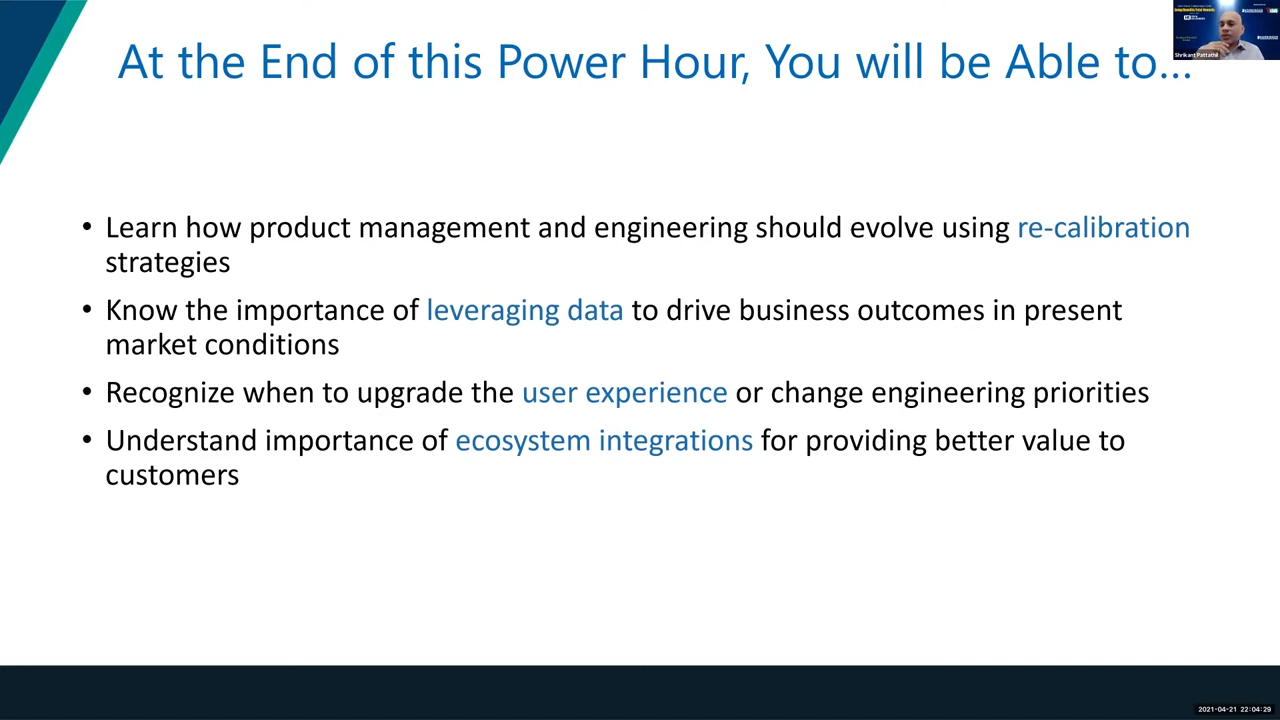 At the End of this Power Hour, You will be Able to...
• Learn how product management and engineering should evolve using re-calibration
strategies
• Know the importance of leveraging data to drive business outcomes in present
market conditions
• Recognize when to upgrade the user experience or change engineering priorities
• Understand importance of ecosystem integrations for providing better value to
customers
Shrikant Pattathil
2021-04-21 22:04:29